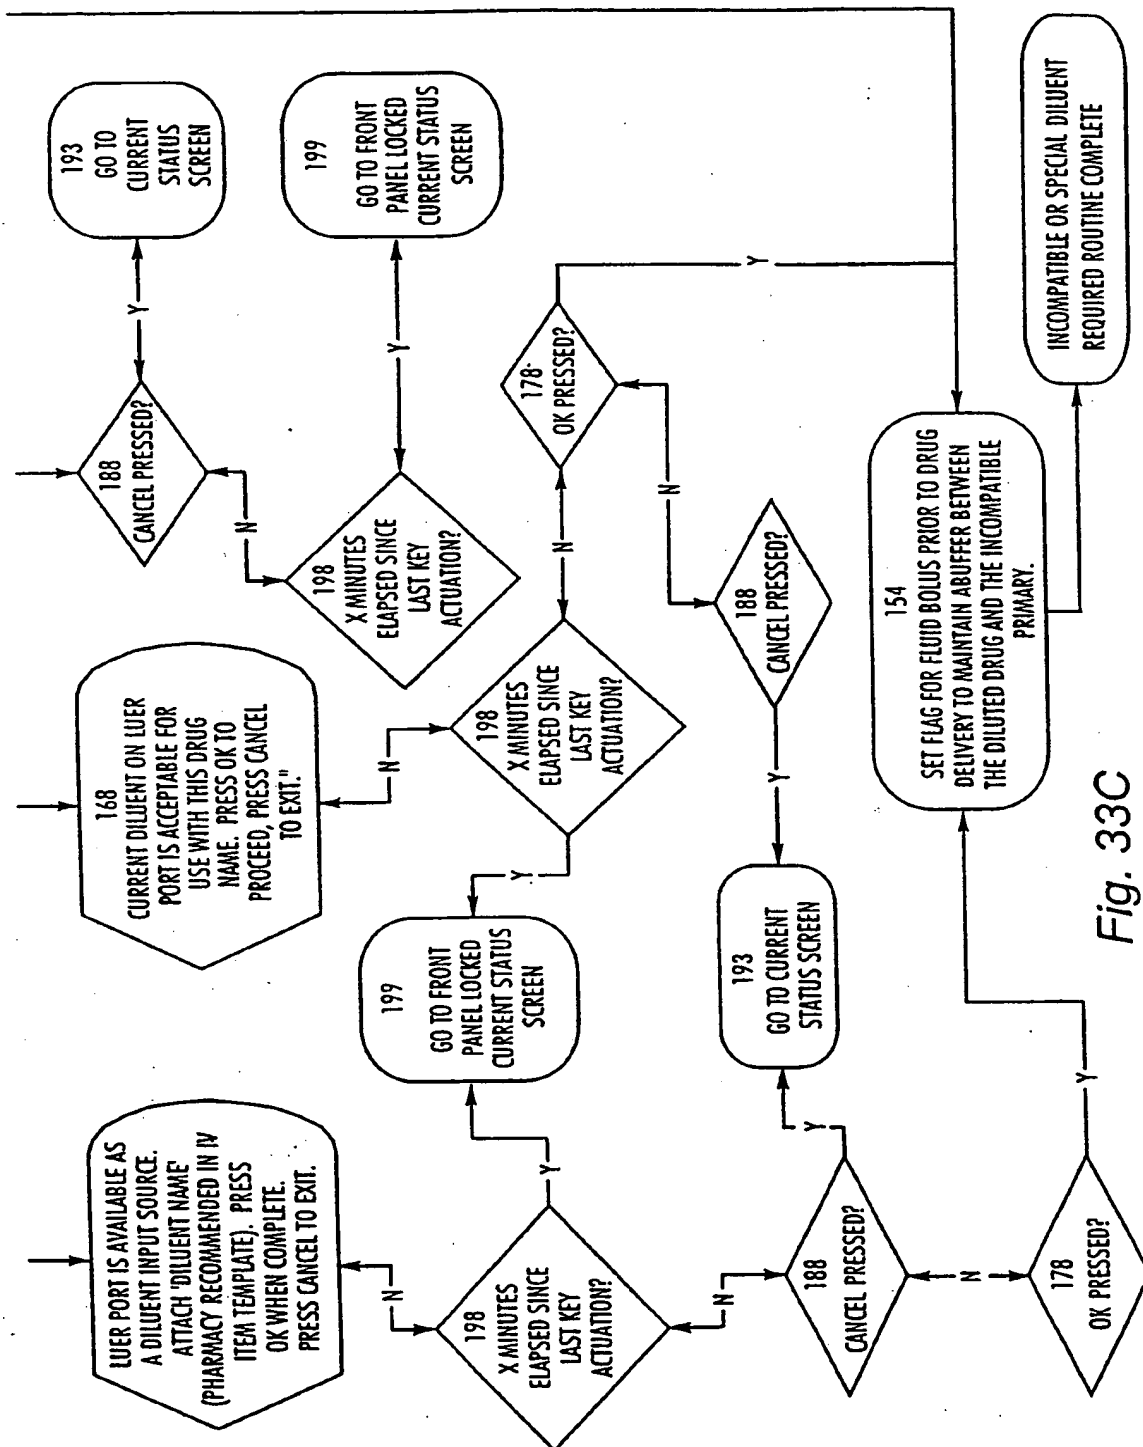 LUER PORT IS AVAILABLE AS
A DILUENT INPUT SOURCE.
ATTACH 'DILUENT NAME'
(PHARMACY RECOMMENDED IN IV
ITEM TEMPLATE). PRESS
OK WHEN COMPLETE.
PRESS CANCEL TO EXIT.
168
CURRENT DILUENT ON LUER
PORT IS ACCEPTABLE FOR
USE WITH THIS DRUG
NAME. PRESS OK TO
PROCEED, PRESS CANCEL
TO EXIT."
188
CANCEL PRESSED?
Y
193
GO TO
CURRENT
STATUS
SCREEN
N
N
N
198
X MINUTES
ELAPSED SINCE
LAST KEY
ACTUATION?
Y
199
GO TO FRONT
PANEL LOCKED
CURRENT STATUS
SCREEN
Y
198
X MINUTES
ELAPSED SINCE
LAST KEY
ACTUATION?
198
X MINUTES
ELAPSED SINCE
LAST KEY
ACTUATION?
Y
199
GO TO FRONT
PANEL LOCKED
CURRENT STATUS
SCREEN
N
178
OK PRESSED?
Y
N
N
188
CANCEL PRESSED?
Y
193
GO TO CURRENT
STATUS SCREEN
Y
188
CANCEL PRESSED?
N
178
OK PRESSED?
Y
154
SET FLAG FOR FLUID BOLUS PRIOR TO DRUG
DELIVERY TO MAINTAIN ABUFFER BETWEEN
THE DILUTED DRUG AND THE INCOMPATIBLE
PRIMARY.
INCOMPATIBLE OR SPECIAL DILUENT
REQUIRED ROUTINE COMPLETE
Fig. 33C